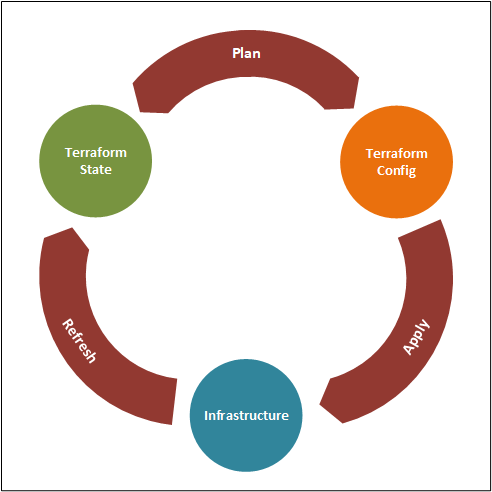 Plan
Terraform
State
Terraform
Config
Refresh
Apply
Infrastructure